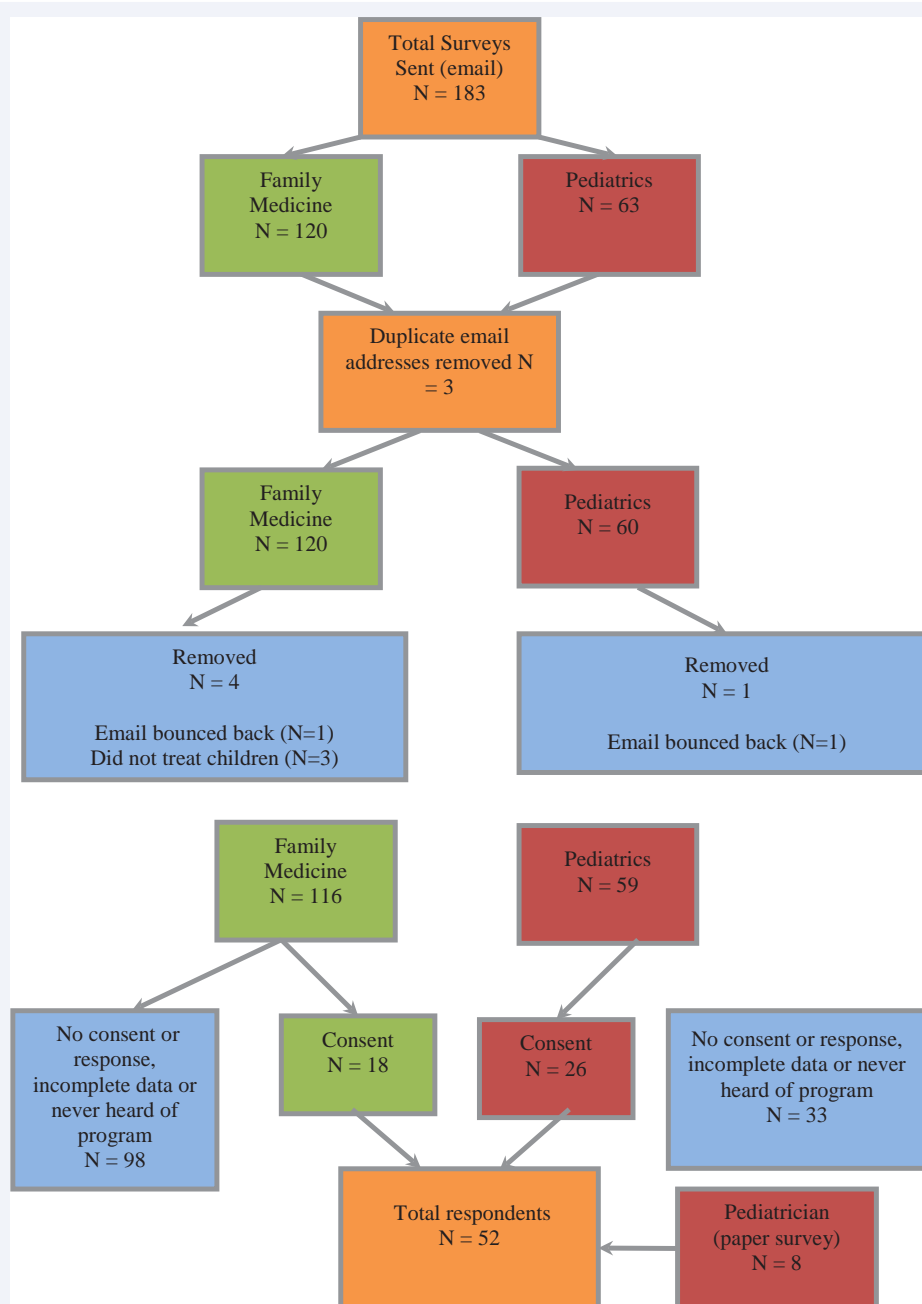 Total Surveys
Sent (email)
N = 183
Family
Medicine
N = 120
Pediatrics
N = 63
Duplicate email
addresses removed N
= 3
Family
Medicine
N = 120
Pediatrics
N = 60
Removed
N = 4
Email bounced back (N=1)
Did not treat children (N=3)
Removed
N = 1
Email bounced back (N=1)
Family
Medicine
N = 116
Pediatrics
N = 59
No consent or
response,
incomplete data or
never heard of
program
N = 98
Consent
N = 18
Consent
N = 26
No consent or response,
incomplete data or never
heard of program
N = 33
Total respondents
N = 52
Pediatrician
(paper survey)
N = 8